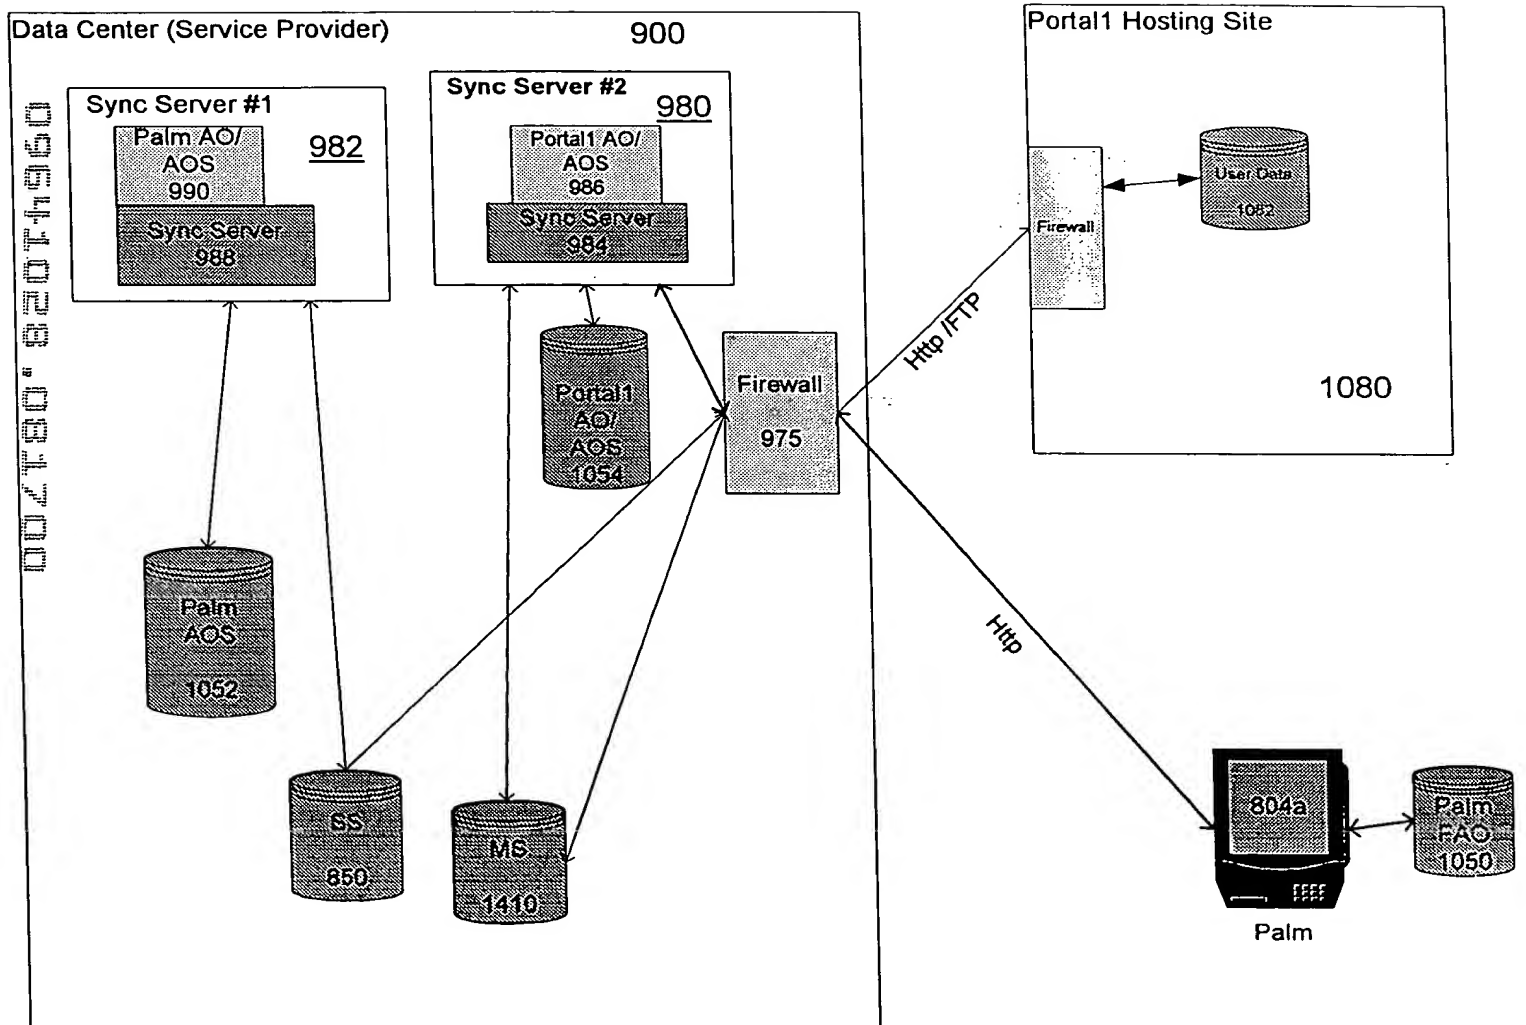 Data Center (Service Provider)
900
Portal1 Hosting Site
Sync Server #1
982
Palm AO/
AOS
990
Sync Server
988
Sync Server #2
980
Portal1 AO/
AOS
986
Sync Server
984
09641028.081700
Firewall
User Data
1082
1080
Http /FTP
Portal1
AO/
AOS
1054
Firewall
975
Palm
AOS
1052
Http
SS
850
MS
1410
804a
Palm
Palm
FAO
1050